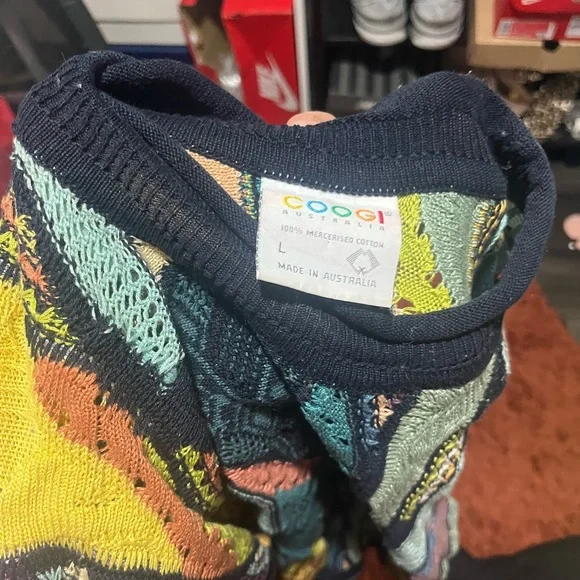 COOGI®
AUSTRALIA
100% MERCERISED COTTON
L
MADE IN AUSTRALIA